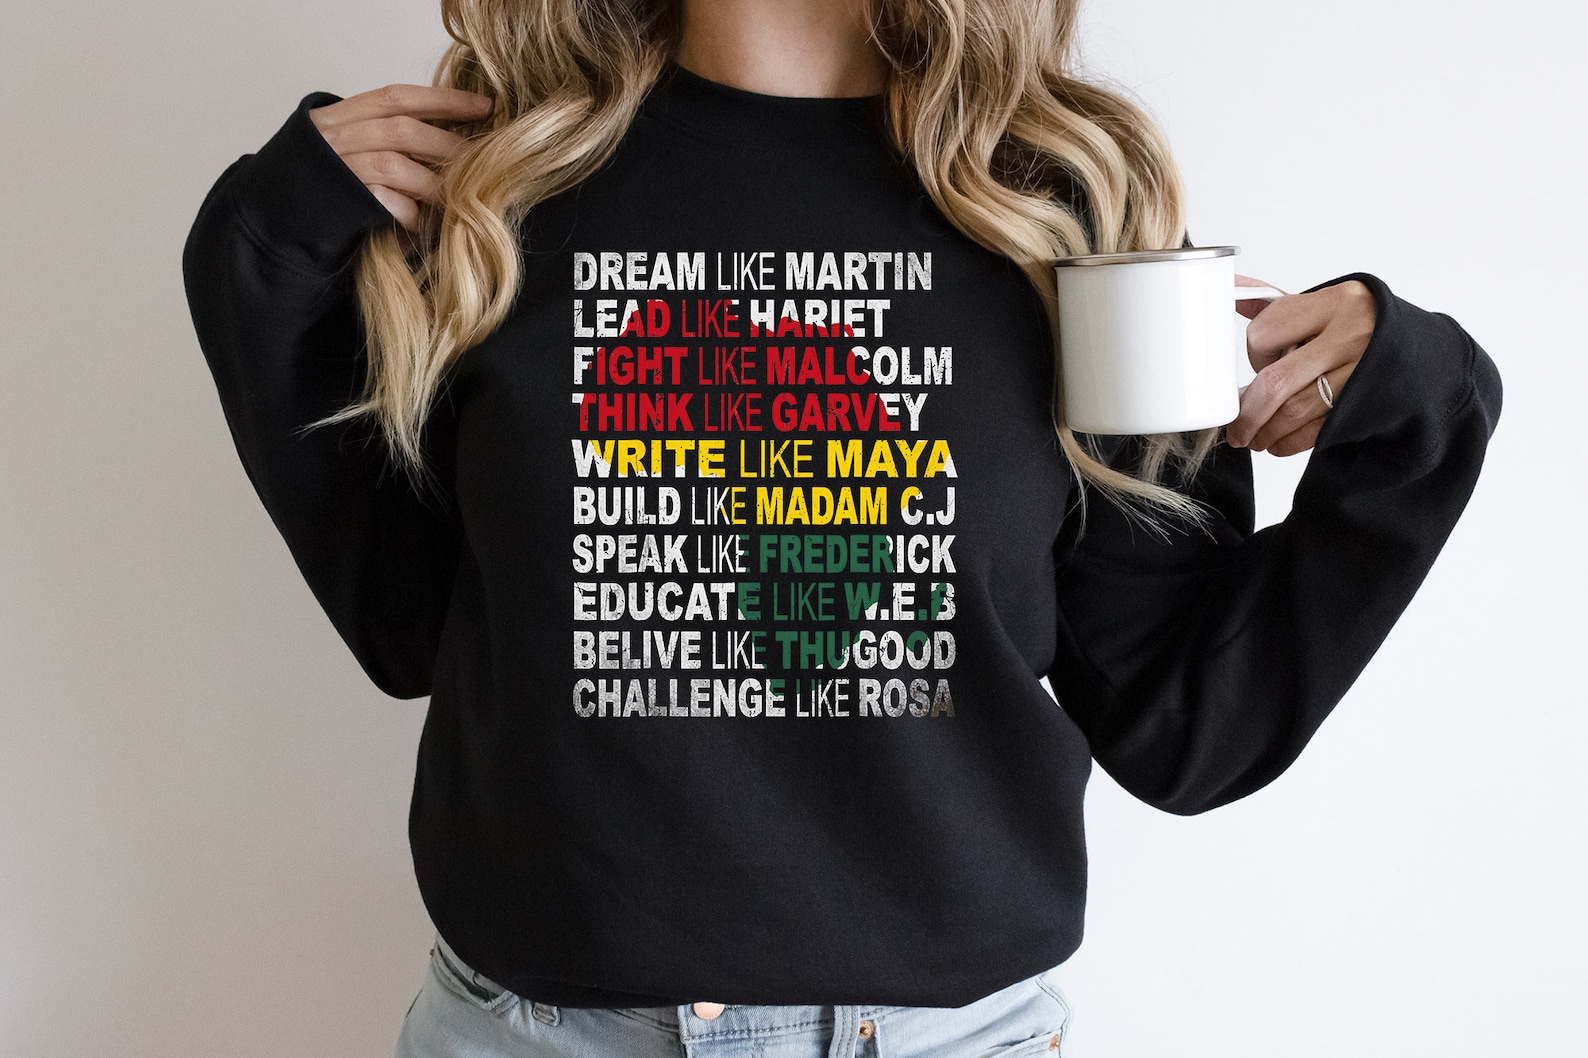 DREAM LIKE MARTIN
LEAD LIKE HARIET
FIGHT LIKE MALCOLM
THINK LIKE GARVEY
WRITE LIKE MAYA
BUILD LIKE MADAM C.J
SPEAK LIKE FREDERICK
EDUCATE LIKE W.E.B
BELIVE LIKE THUGOOD
CHALLENGE LIKE ROSA